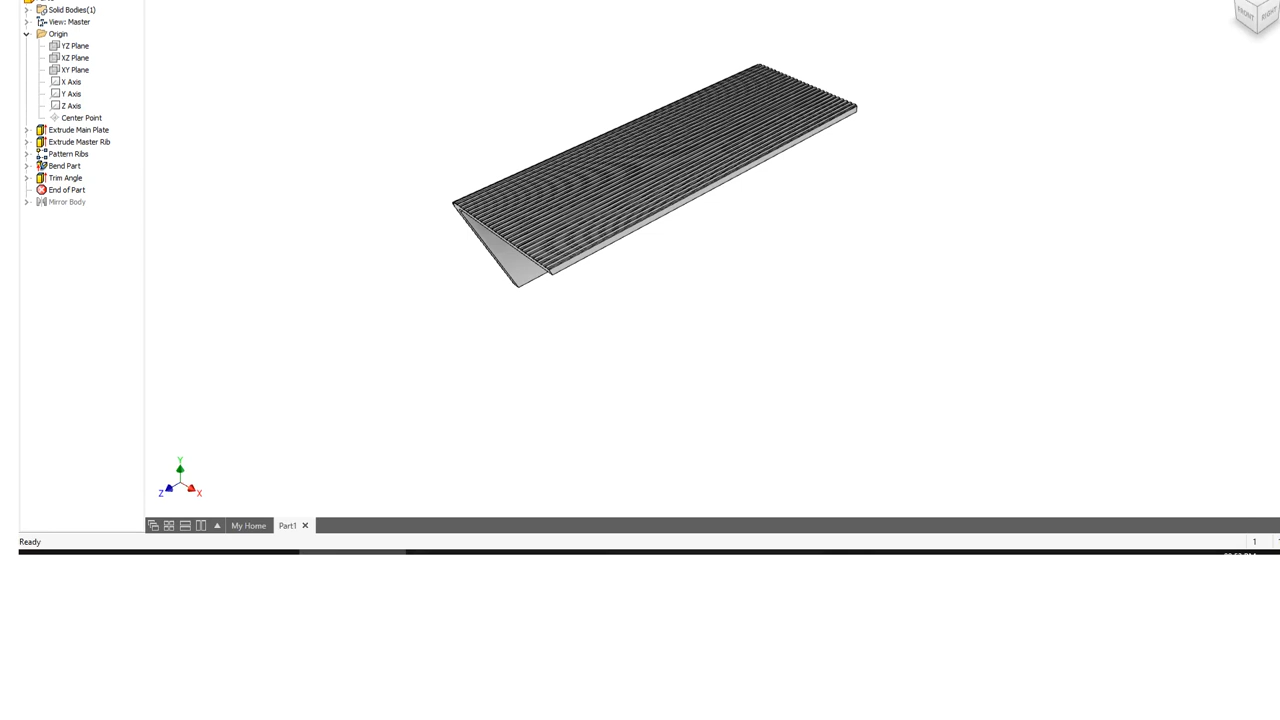 Solid Bodies(1)
View: Master
Origin
YZ Plane
XZ Plane
XY Plane
X Axis
Y Axis
Z Axis
Center Point
Extrude Main Plate
Extrude Master Rib
Pattern Ribs
Bend Part
Trim Angle
End of Part
Mirror Body
FRONT
RIGHT
Y
Z
X
My Home
Part1
Ready
1